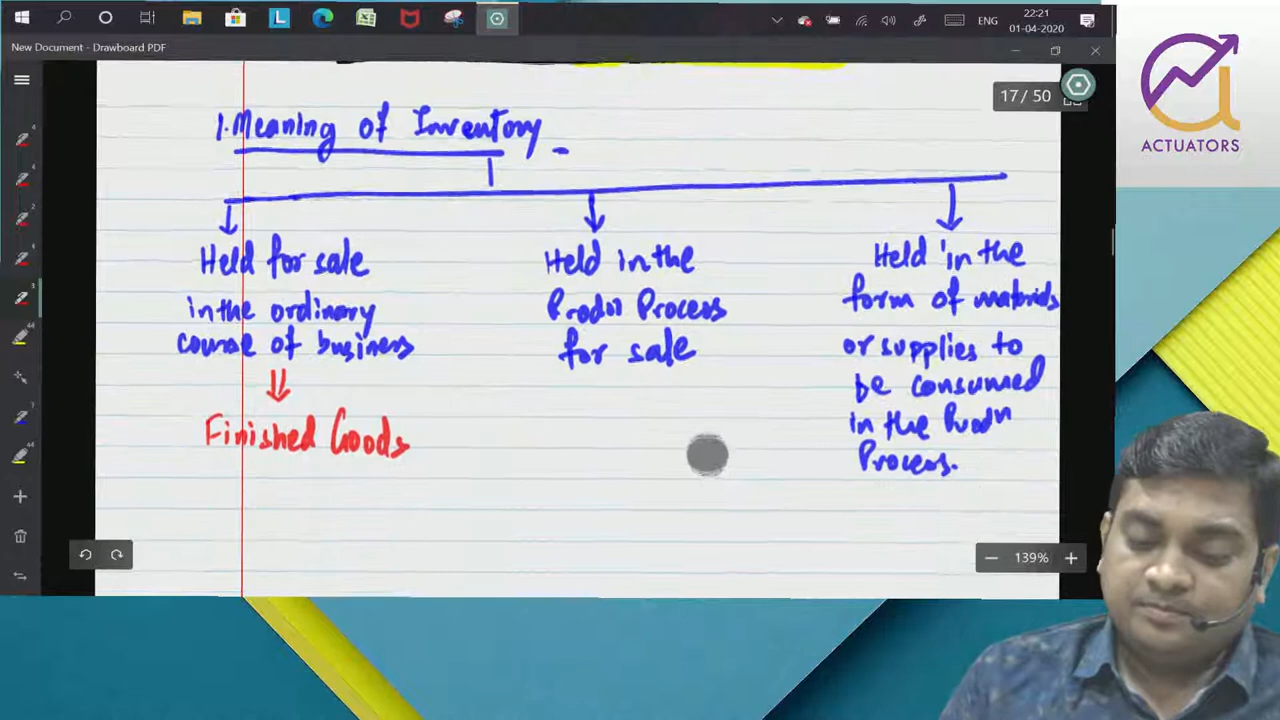 22:21
ENG
01-04-2020
New Document - Drawboard PDF
17 / 50
ACTUATORS
1. Meaning of Inventory -
Held for sale
in the ordinary
course of business
Finished Goods
Held in the
Prodn Process
for sale
Held in the
form of materials
or supplies to
be consumed
in the Prodn
Process.
139%